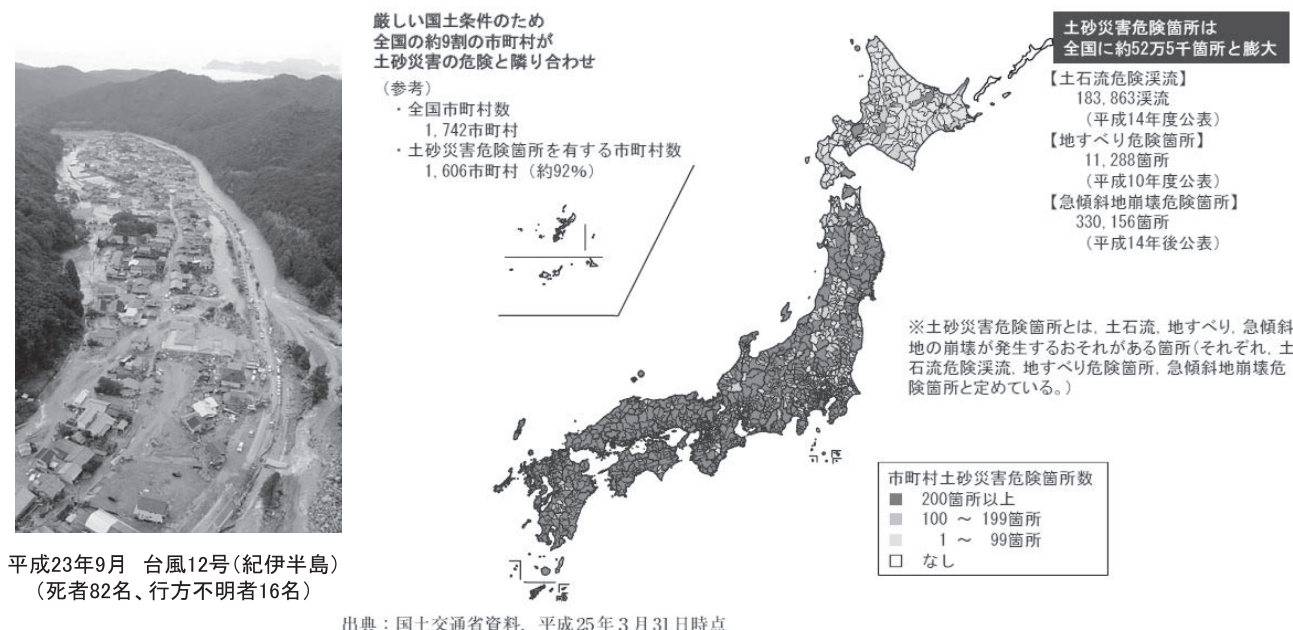 厳しい国土条件のため
全国の約9割の市町村が
土砂災害の危険と隣り合わせ
（参考）
・全国市町村数
1,742市町村
・土砂災害危険箇所を有する市町村数
1,606市町村（約92%）
土砂災害危険箇所は
全国に約52万5千箇所と膨大
【土石流危険渓流】
183,863渓流
（平成14年度公表）
【地すべり危険箇所】
11,288箇所
（平成10年度公表）
【急傾斜地崩壊危険箇所】
330,156箇所
（平成14年後公表）
※土砂災害危険箇所とは，土石流，地すべり，急傾斜
地の崩壊が発生するおそれがある箇所（それぞれ，土
石流危険渓流，地すべり危険箇所，急傾斜地崩壊危
険箇所と定めている。）
市町村土砂災害危険箇所数
200箇所以上
100 ～ 199箇所
1 ～ 99箇所
なし
平成23年9月　台風12号（紀伊半島）
（死者82名、行方不明者16名）
出典：国土交通省資料，平成25年3月31日時点